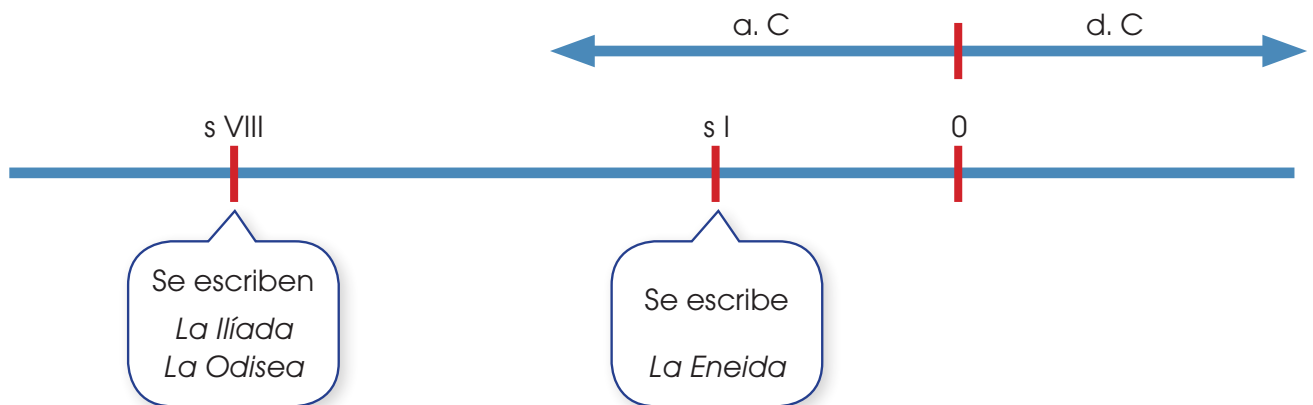 a. C
d. C
s VIII
s I
0
Se escriben
La Ilíada
La Odisea
Se escribe
La Eneida